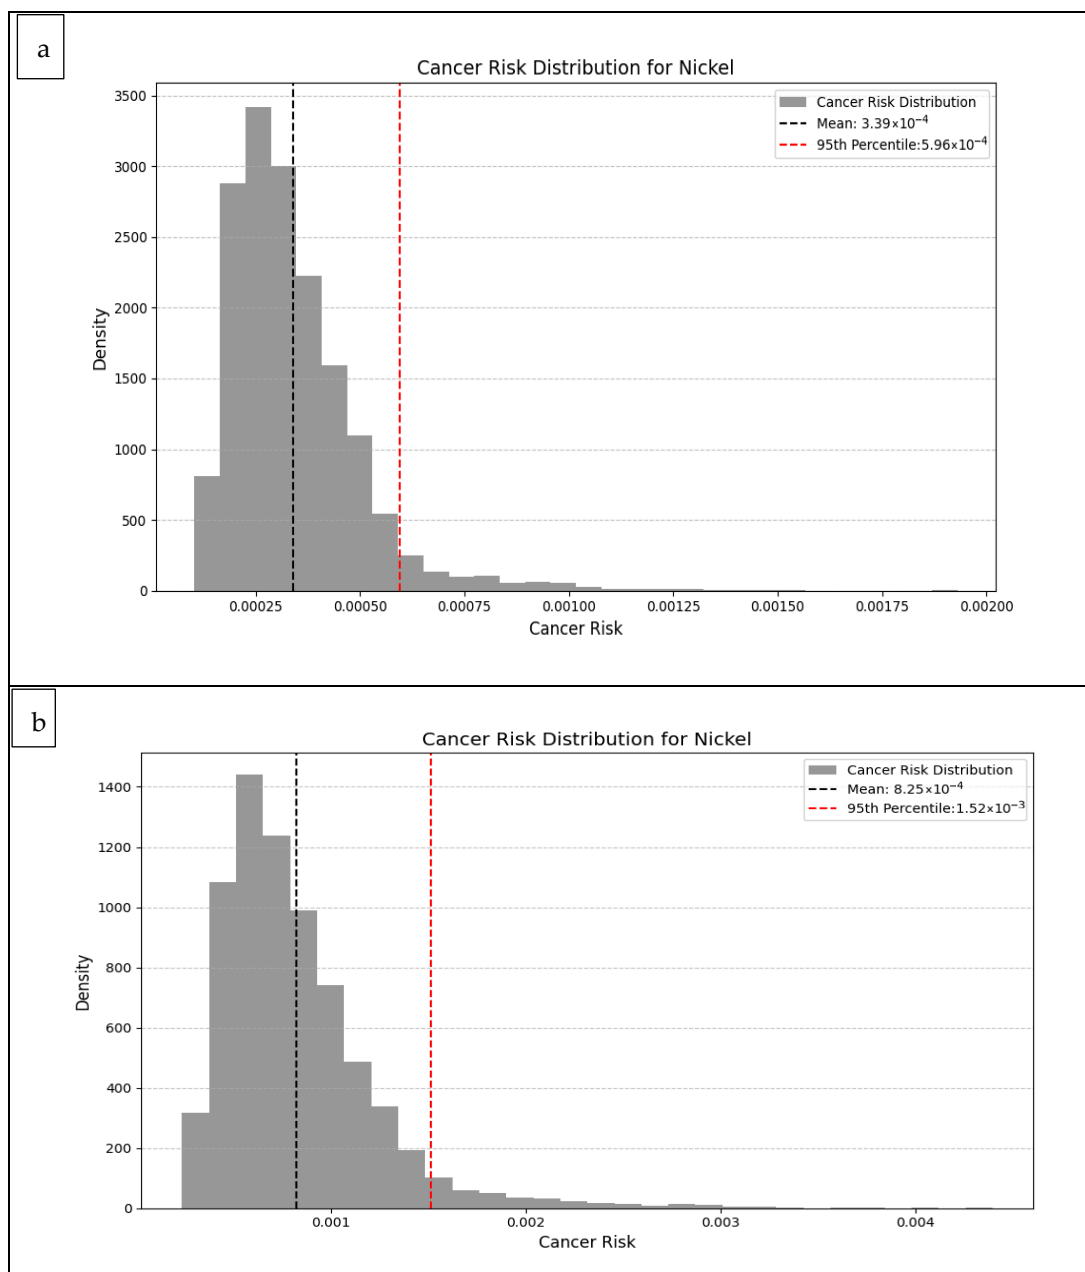 a
Cancer Risk Distribution for Nickel
Cancer Risk Distribution
Mean: 3.39×10⁻⁴
95th Percentile:5.96×10⁻⁴
3500
3000
2500
2000
1500
1000
500
0
Density
0.00025 0.00050 0.00075 0.00100 0.00125 0.00150 0.00175 0.00200
Cancer Risk
b
Cancer Risk Distribution for Nickel
Cancer Risk Distribution
Mean: 8.25×10⁻⁴
95th Percentile:1.52×10⁻³
1400
1200
1000
800
600
400
200
0
Density
0.001 0.002 0.003 0.004
Cancer Risk